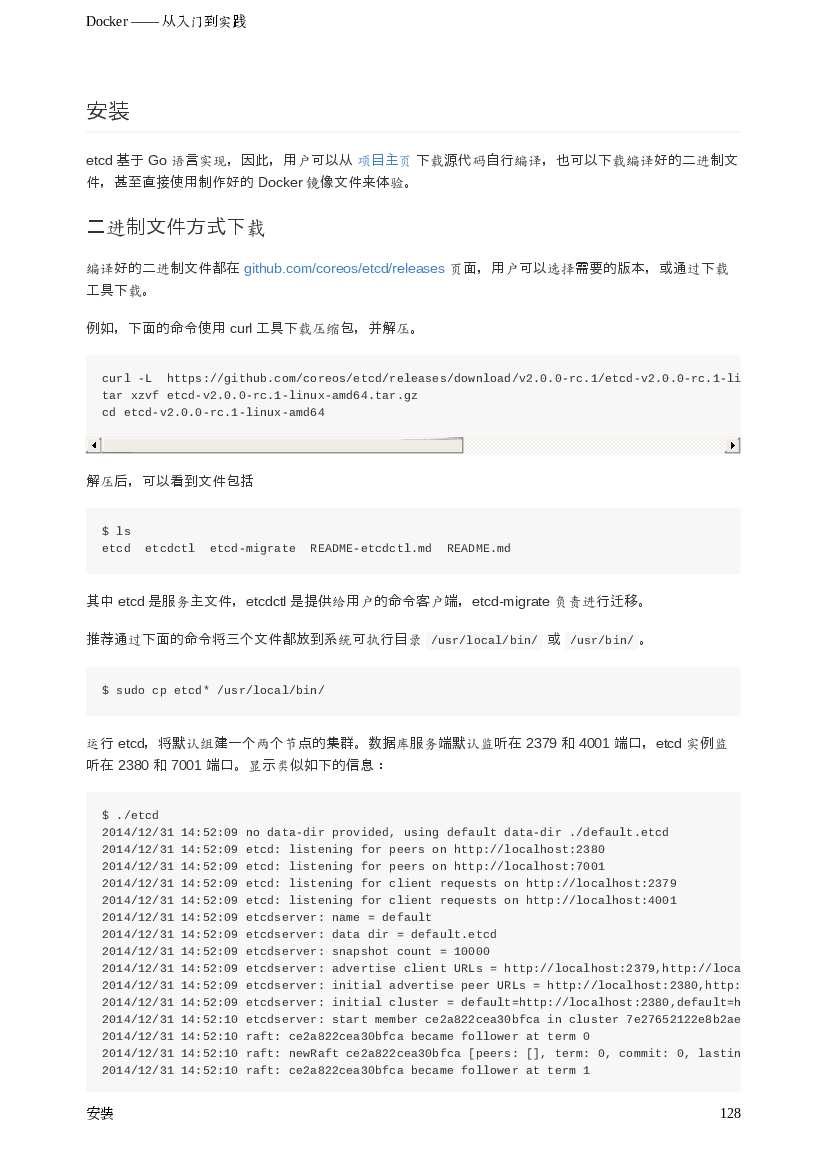 Docker —— 从入门到实践
安装
etcd 基于 Go 语言实现，因此，用户可以从 项目主页 下载源代码自行编译，也可以下载编译好的二进制文
件，甚至直接使用制作好的 Docker 镜像文件来体验。
二进制文件方式下载
编译好的二进制文件都在 github.com/coreos/etcd/releases 页面，用户可以选择需要的版本，或通过下载
工具下载。
例如，下面的命令使用 curl 工具下载压缩包，并解压。
curl -L  https://github.com/coreos/etcd/releases/download/v2.0.0-rc.1/etcd-v2.0.0-rc.1-li
tar xzvf etcd-v2.0.0-rc.1-linux-amd64.tar.gz
cd etcd-v2.0.0-rc.1-linux-amd64
解压后，可以看到文件包括
$ ls
etcd  etcdctl  etcd-migrate  README-etcdctl.md  README.md
其中 etcd 是服务主文件，etcdctl 是提供给用户的命令客户端，etcd-migrate 负责进行迁移。
推荐通过下面的命令将三个文件都放到系统可执行目录 /usr/local/bin/ 或 /usr/bin/ 。
$ sudo cp etcd* /usr/local/bin/
运行 etcd，将默认组建一个两个节点的集群。数据库服务端默认监听在 2379 和 4001 端口，etcd 实例监
听在 2380 和 7001 端口。显示类似如下的信息：
$ ./etcd
2014/12/31 14:52:09 no data-dir provided, using default data-dir ./default.etcd
2014/12/31 14:52:09 etcd: listening for peers on http://localhost:2380
2014/12/31 14:52:09 etcd: listening for peers on http://localhost:7001
2014/12/31 14:52:09 etcd: listening for client requests on http://localhost:2379
2014/12/31 14:52:09 etcd: listening for client requests on http://localhost:4001
2014/12/31 14:52:09 etcdserver: name = default
2014/12/31 14:52:09 etcdserver: data dir = default.etcd
2014/12/31 14:52:09 etcdserver: snapshot count = 10000
2014/12/31 14:52:09 etcdserver: advertise client URLs = http://localhost:2379,http://loca
2014/12/31 14:52:09 etcdserver: initial advertise peer URLs = http://localhost:2380,http:
2014/12/31 14:52:09 etcdserver: initial cluster = default=http://localhost:2380,default=h
2014/12/31 14:52:10 etcdserver: start member ce2a822cea30bfca in cluster 7e27652122e8b2ae
2014/12/31 14:52:10 raft: ce2a822cea30bfca became follower at term 0
2014/12/31 14:52:10 raft: newRaft ce2a822cea30bfca [peers: [], term: 0, commit: 0, lastin
2014/12/31 14:52:10 raft: ce2a822cea30bfca became follower at term 1
安装
128